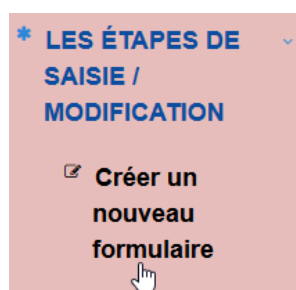 * LES ÉTAPES DE
SAISIE /
MODIFICATION
Créer un
nouveau
formulaire